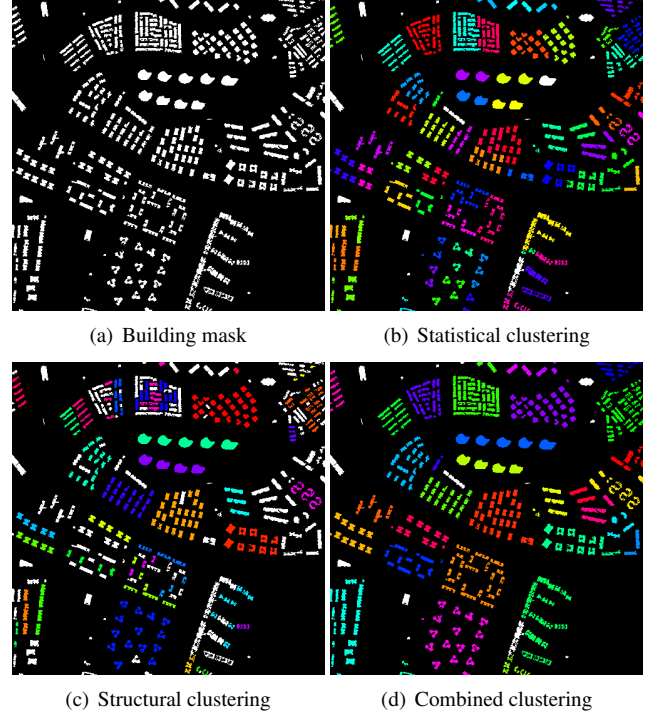 (a) Building mask
(b) Statistical clustering
(c) Structural clustering
(d) Combined clustering